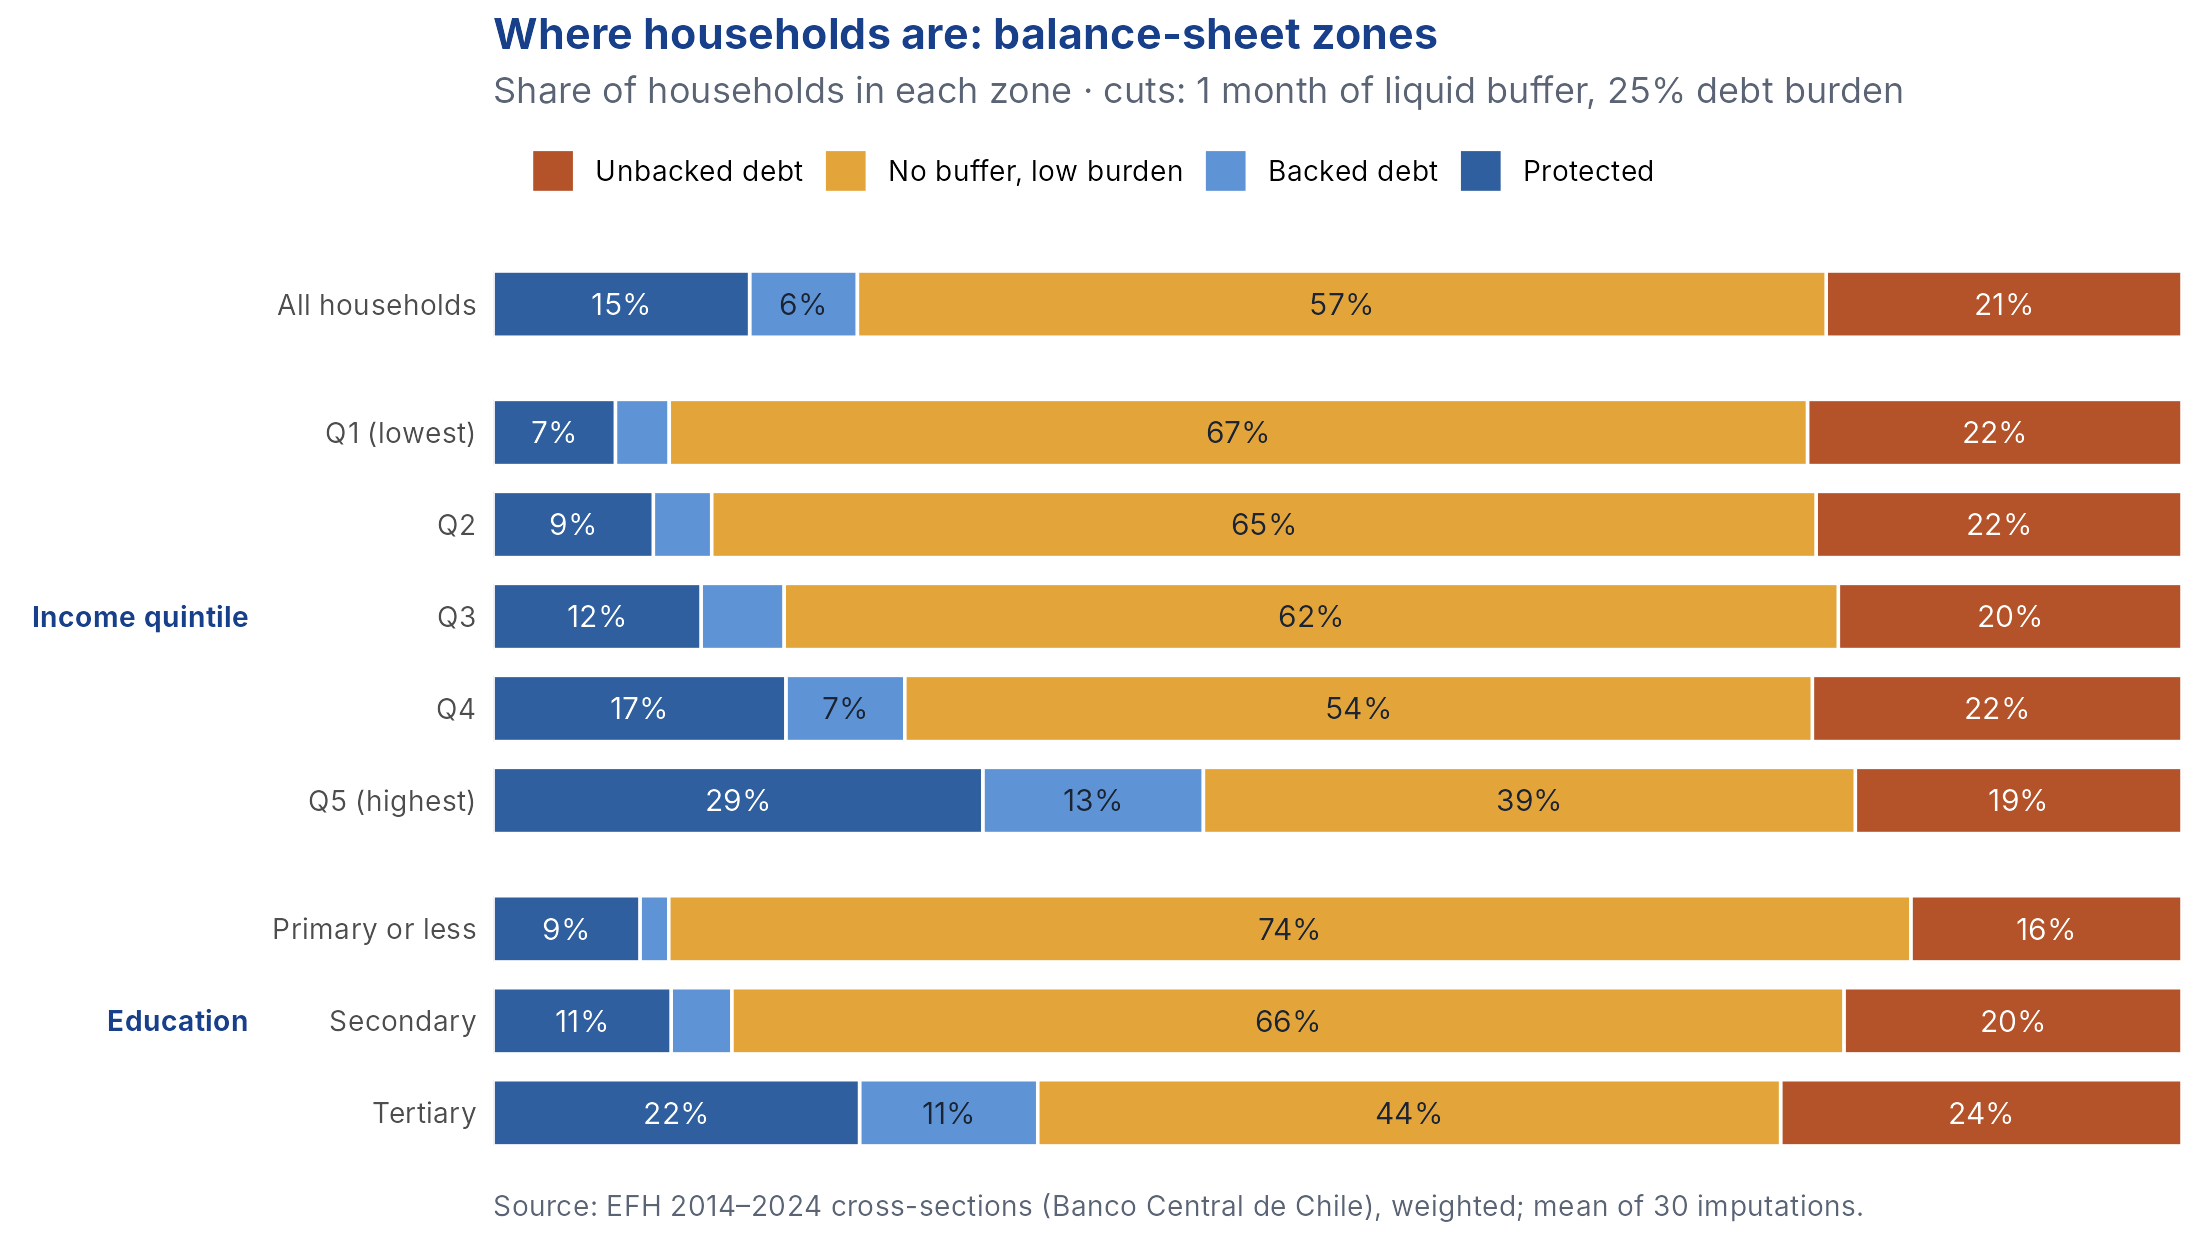 Where households are: balance-sheet zones
Share of households in each zone · cuts: 1 month of liquid buffer, 25% debt burden
Unbacked debt No buffer, low burden Backed debt Protected
All households 15% 6% 57% 21%
Q1 (lowest) 7% 67% 22%
Q2 9% 65% 22%
Income quintile Q3 12% 62% 20%
Q4 17% 7% 54% 22%
Q5 (highest) 29% 13% 39% 19%
Primary or less 9% 74% 16%
Education Secondary 11% 66% 20%
Tertiary 22% 11% 44% 24%
Source: EFH 2014–2024 cross-sections (Banco Central de Chile), weighted; mean of 30 imputations.